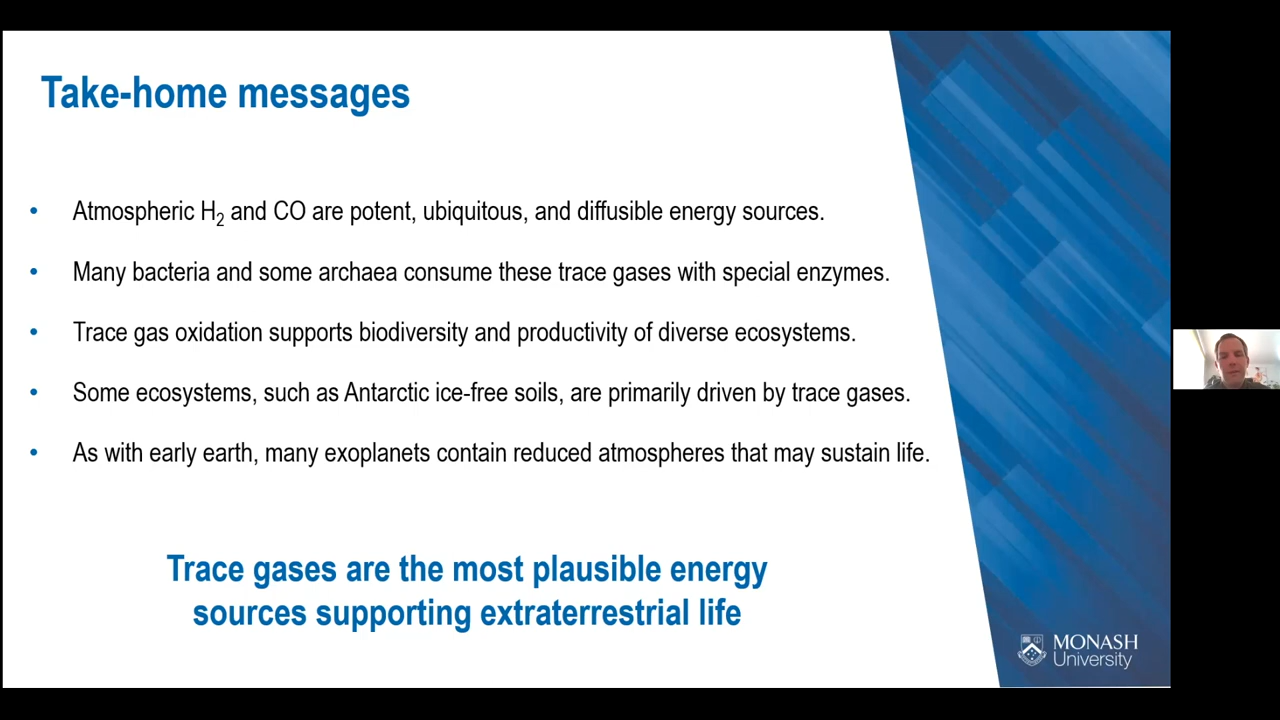 Take-home messages
• Atmospheric H₂ and CO are potent, ubiquitous, and diffusible energy sources.
• Many bacteria and some archaea consume these trace gases with special enzymes.
• Trace gas oxidation supports biodiversity and productivity of diverse ecosystems.
• Some ecosystems, such as Antarctic ice-free soils, are primarily driven by trace gases.
• As with early earth, many exoplanets contain reduced atmospheres that may sustain life.
Trace gases are the most plausible energy
sources supporting extraterrestrial life
MONASH
University